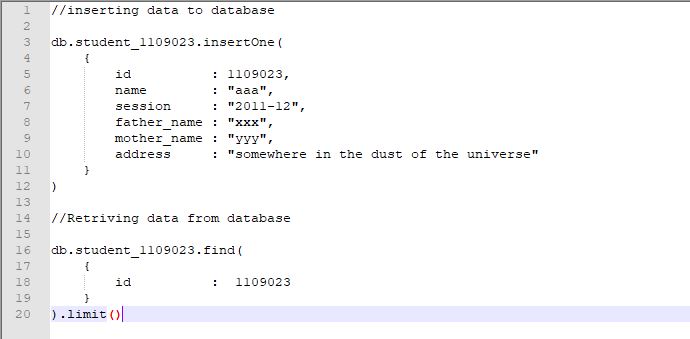 1 //inserting data to database
2
3 db.student_1109023.insertOne(
4 {
5 id : 1109023,
6 name : "aaa",
7 session : "2011-12",
8 father_name : "xxx",
9 mother_name : "yyy",
10 address : "somewhere in the dust of the universe"
11 }
12 )
13
14 //Retriving data from database
15
16 db.student_1109023.find(
17 {
18 id : 1109023
19 }
20 ).limit()